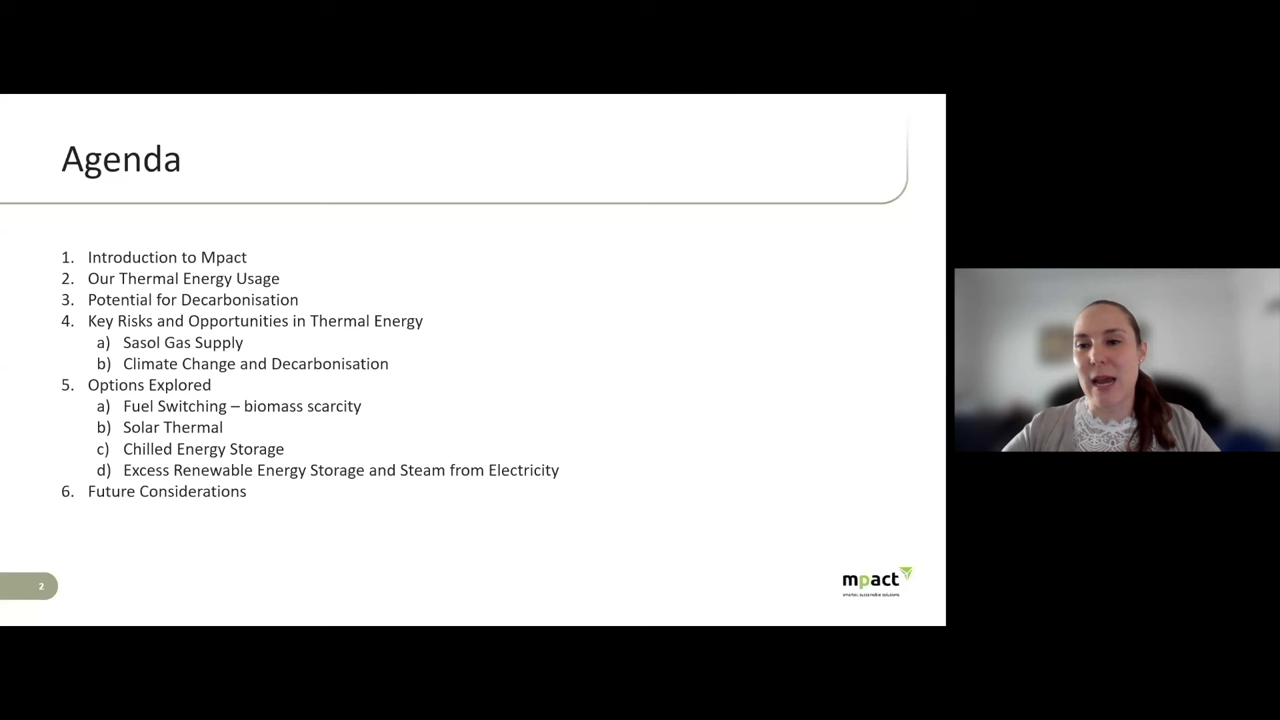 Agenda
1. Introduction to Mpact
2. Our Thermal Energy Usage
3. Potential for Decarbonisation
4. Key Risks and Opportunities in Thermal Energy
a) Sasol Gas Supply
b) Climate Change and Decarbonisation
5. Options Explored
a) Fuel Switching – biomass scarcity
b) Solar Thermal
c) Chilled Energy Storage
d) Excess Renewable Energy Storage and Steam from Electricity
6. Future Considerations
2
mpact